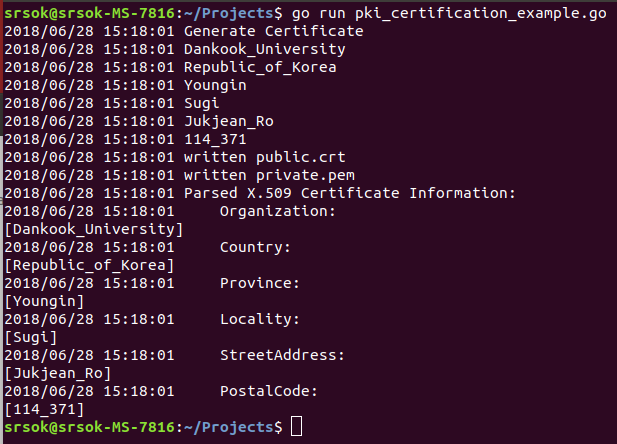 srsok@srsok-MS-7816:~/Projects$ go run pki_certification_example.go
2018/06/28 15:18:01 Generate Certificate
2018/06/28 15:18:01 Dankook_University
2018/06/28 15:18:01 Republic_of_Korea
2018/06/28 15:18:01 Youngin
2018/06/28 15:18:01 Sugi
2018/06/28 15:18:01 Jukjean_Ro
2018/06/28 15:18:01 114_371
2018/06/28 15:18:01 written public.crt
2018/06/28 15:18:01 written private.pem
2018/06/28 15:18:01 Parsed X.509 Certificate Information:
2018/06/28 15:18:01     Organization:
[Dankook_University]
2018/06/28 15:18:01     Country:
[Republic_of_Korea]
2018/06/28 15:18:01     Province:
[Youngin]
2018/06/28 15:18:01     Locality:
[Sugi]
2018/06/28 15:18:01     StreetAddress:
[Jukjean_Ro]
2018/06/28 15:18:01     PostalCode:
[114_371]
srsok@srsok-MS-7816:~/Projects$